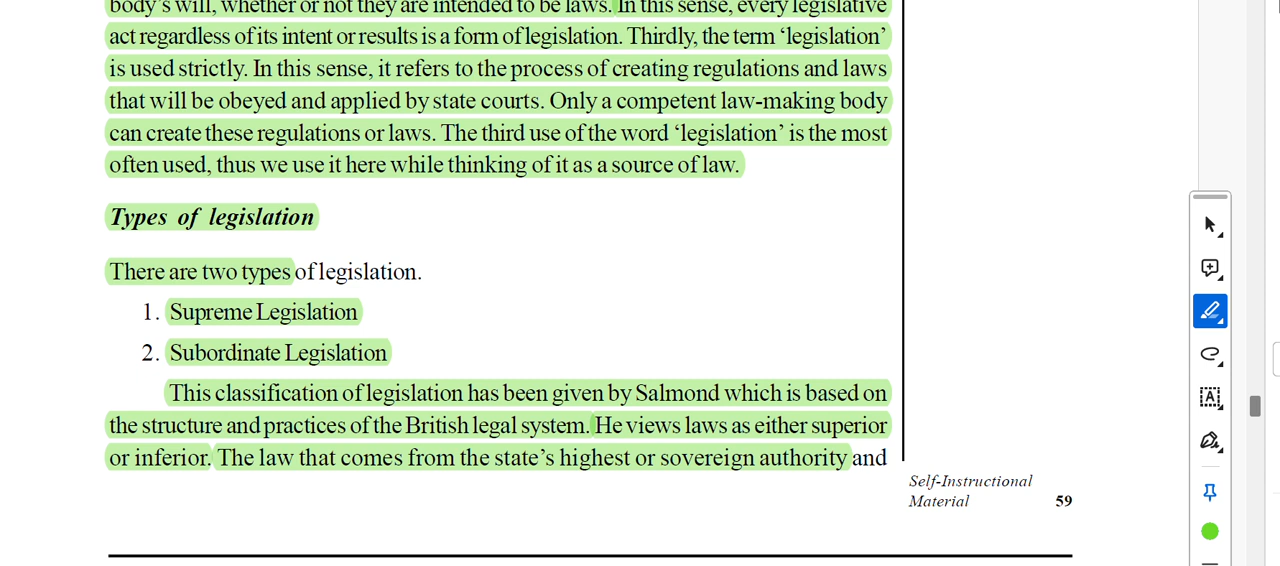 body's will, whether or not they are intended to be laws. In this sense, every legislative
act regardless of its intent or results is a form of legislation. Thirdly, the term ‘legislation’
is used strictly. In this sense, it refers to the process of creating regulations and laws
that will be obeyed and applied by state courts. Only a competent law-making body
can create these regulations or laws. The third use of the word ‘legislation’ is the most
often used, thus we use it here while thinking of it as a source of law.
Types of legislation
There are two types of legislation.
1. Supreme Legislation
2. Subordinate Legislation
This classification of legislation has been given by Salmond which is based on
the structure and practices of the British legal system. He views laws as either superior
or inferior. The law that comes from the state’s highest or sovereign authority and
Self-Instructional
Material 59